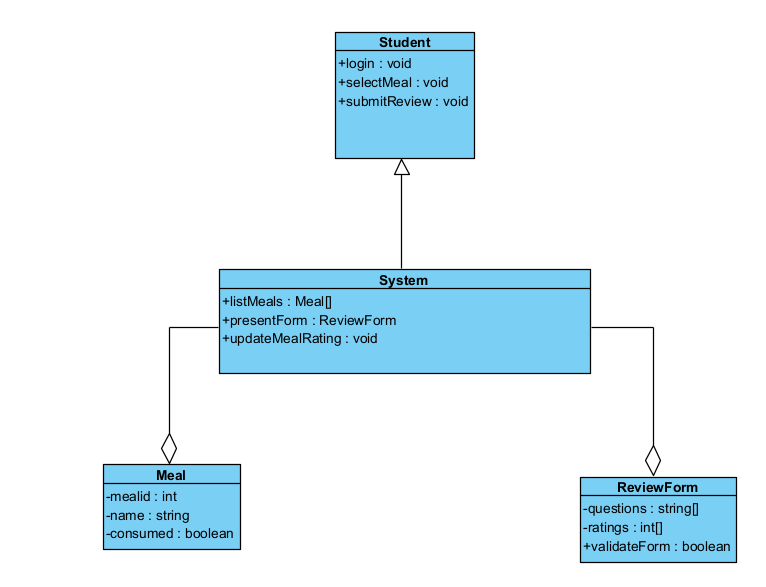 Student
+login : void
+selectMeal : void
+submitReview : void
System
+listMeals : Meal[]
+presentForm : ReviewForm
+updateMealRating : void
Meal
-mealid : int
-name : string
-consumed : boolean
ReviewForm
-questions : string[]
-ratings : int[]
+validateForm : boolean